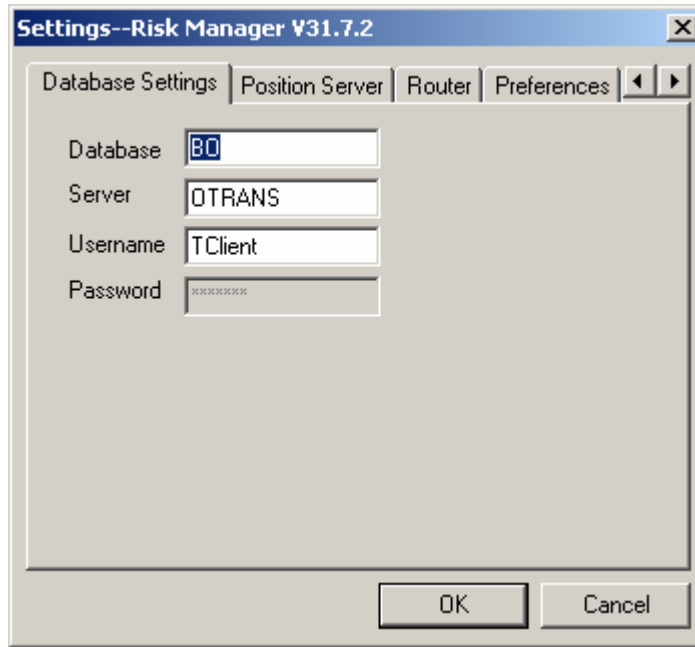 Settings--Risk Manager V31.7.2
Database Settings Position Server Router Preferences
Database BO
Server OTRANS
Username TClient
Password *******
OK Cancel